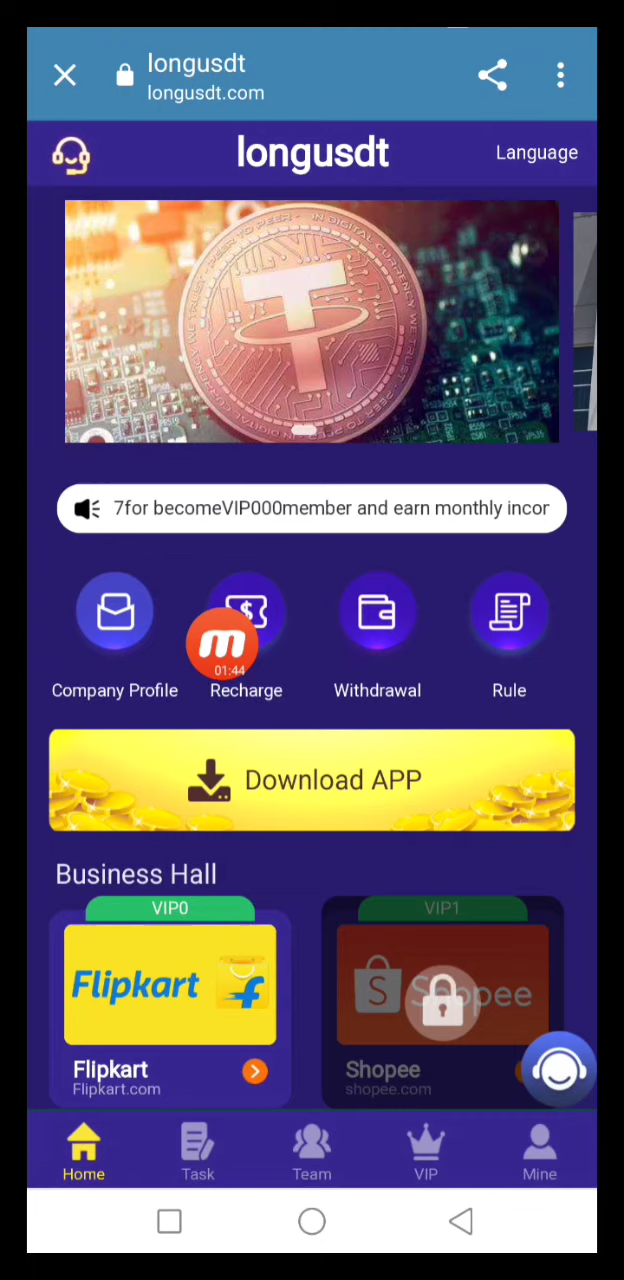 longusdt
longusdt.com
longusdt
Language
7for becomeVIP000member and earn monthly incor
m
01:44
Company Profile
Recharge
Withdrawal
Rule
Download APP
Business Hall
VIP0
VIP1
Flipkart
Shopee
Flipkart
Shopee
Flipkart.com
shopee.com
Home
Task
Team
VIP
Mine